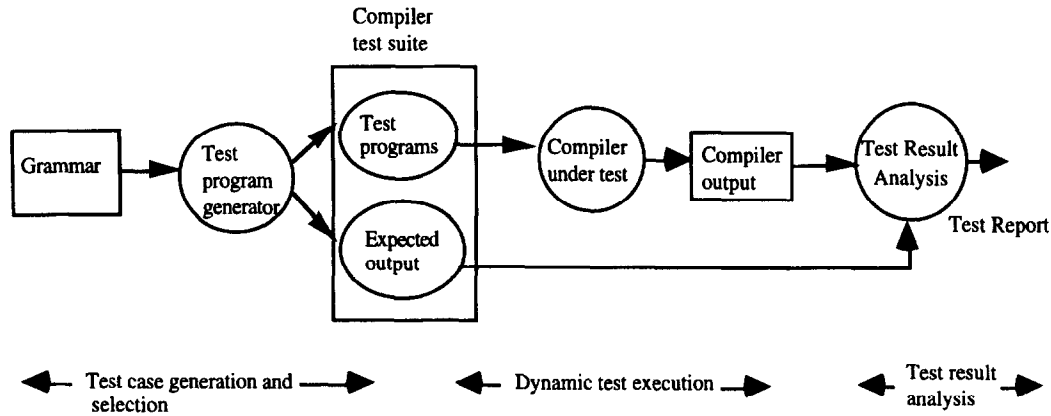 Compiler
test suite
Grammar
Test
program
generator
Test
programs
Expected
output
Compiler
under test
Compiler
output
Test Result
Analysis
Test Report
Test case generation and
selection
Dynamic test execution
Test result
analysis